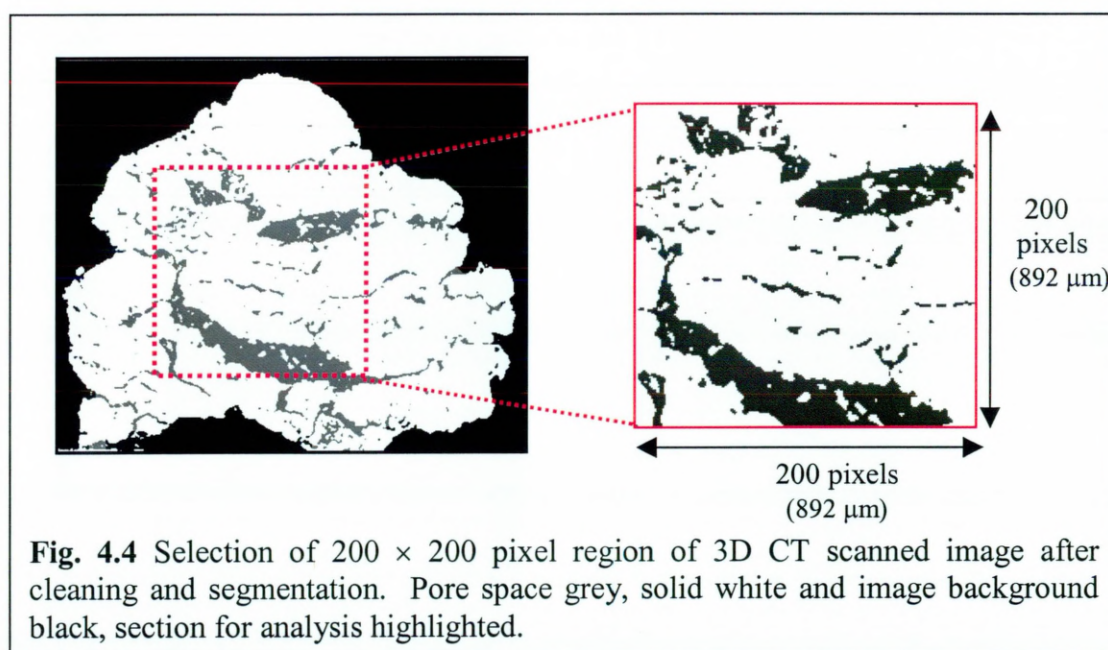 200
pixels
(892 μm)
200 pixels
(892 μm)
Fig. 4.4 Selection of 200 × 200 pixel region of 3D CT scanned image after
cleaning and segmentation. Pore space grey, solid white and image background
black, section for analysis highlighted.